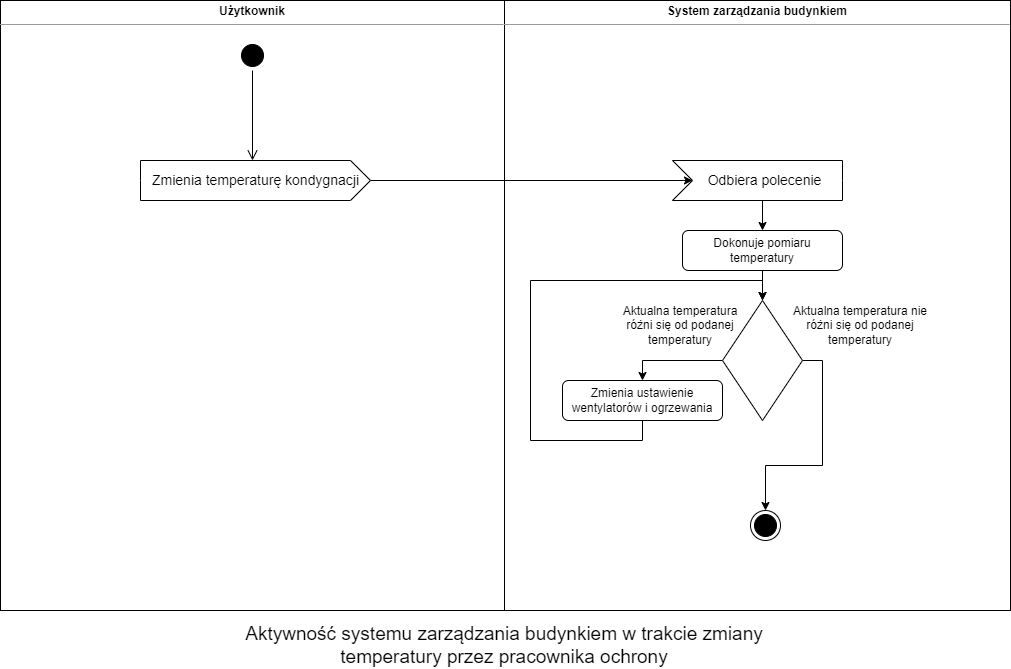 Użytkownik
System zarządzania budynkiem
Zmienia temperaturę kondygnacji
Odbiera polecenie
Dokonuje pomiaru
temperatury
Aktualna temperatura
różni się od podanej
temperatury
Aktualna temperatura nie
różni się od podanej
temperatury
Zmienia ustawienie
wentylatorów i ogrzewania
Aktywność systemu zarządzania budynkiem w trakcie zmiany
temperatury przez pracownika ochrony